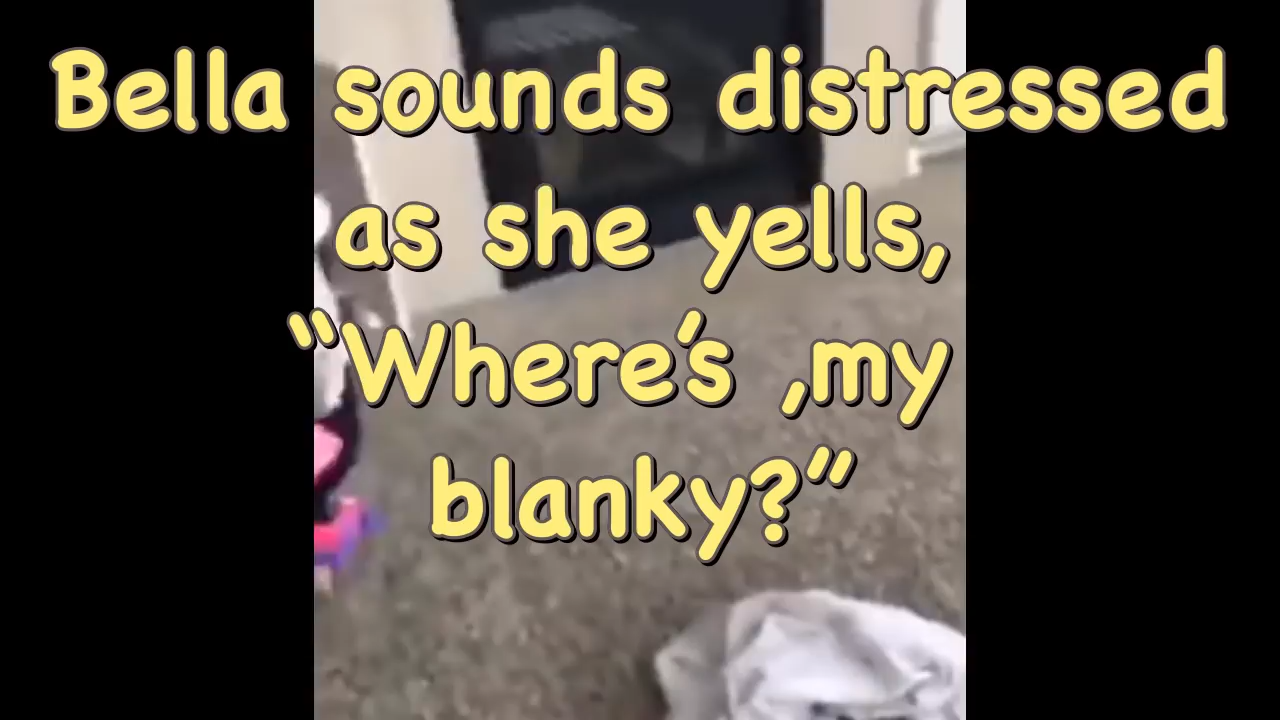 Bella sounds distressed
as she yells,
“Where’s ,my
blanky?”